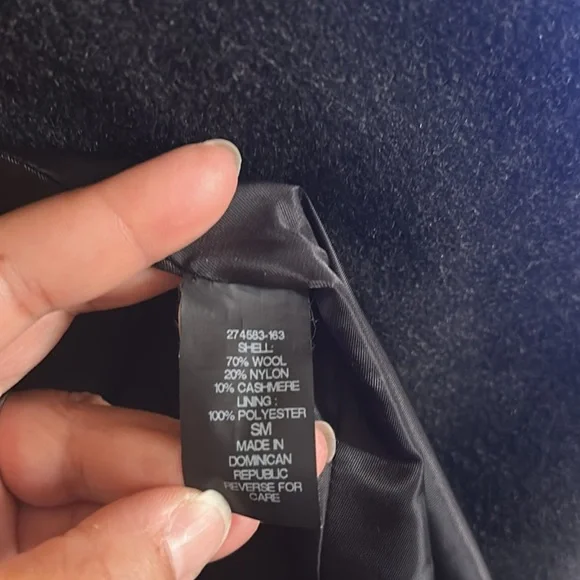 274583-163
SHELL:
70% WOOL
20% NYLON
10% CASHMERE
LINING :
100% POLYESTER
SM
MADE IN
DOMINICAN
REPUBLIC
REVERSE FOR
CARE